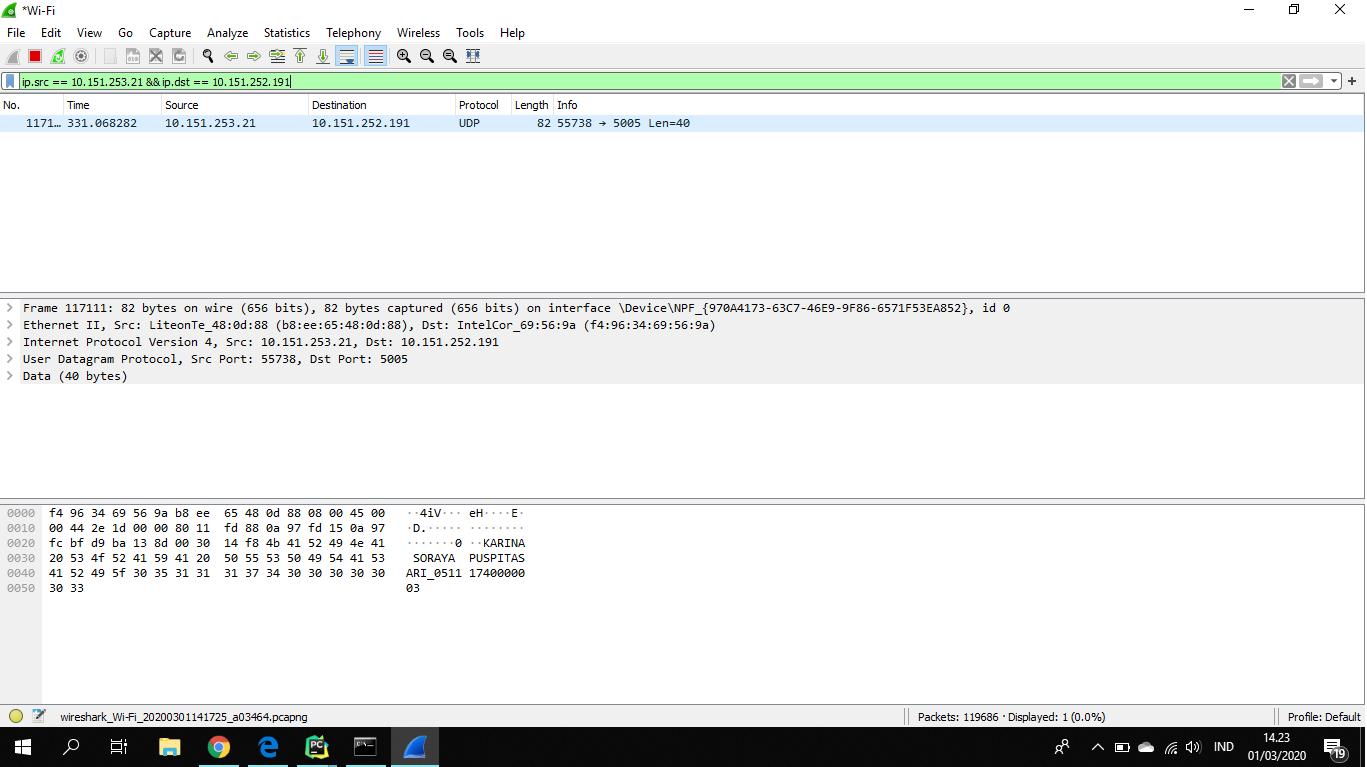 *Wi-Fi
File Edit View Go Capture Analyze Statistics Telephony Wireless Tools Help
ip.src == 10.151.253.21 && ip.dst == 10.151.252.191
No. Time Source Destination Protocol Length Info
1171… 331.068282 10.151.253.21 10.151.252.191 UDP 82 55738 → 5005 Len=40
Frame 117111: 82 bytes on wire (656 bits), 82 bytes captured (656 bits) on interface \Device\NPF_{970A4173-63C7-46E9-9F86-6571F53EA852}, id 0
Ethernet II, Src: LiteonTe_48:0d:88 (b8:ee:65:48:0d:88), Dst: IntelCor_69:56:9a (f4:96:34:69:56:9a)
Internet Protocol Version 4, Src: 10.151.253.21, Dst: 10.151.252.191
User Datagram Protocol, Src Port: 55738, Dst Port: 5005
Data (40 bytes)
0000 f4 96 34 69 56 9a b8 ee 65 48 0d 88 08 00 45 00 ··4iV··· eH····E·
0010 00 44 2e 1d 00 00 80 11 fd 88 0a 97 fd 15 0a 97 ·D.····· ········
0020 fc bf d9 ba 13 8d 00 30 14 f8 4b 41 52 49 4e 41 ·······0 ··KARINA
0030 20 53 4f 52 41 59 41 20 50 55 53 50 49 54 41 53 SORAYA PUSPITAS
0040 41 52 49 5f 30 35 31 31 31 37 34 30 30 30 30 30 ARI_0511 17400000
0050 30 33 03
wireshark_Wi-Fi_20200301141725_a03464.pcapng
Packets: 119686 · Displayed: 1 (0.0%)
Profile: Default
IND
14.23
01/03/2020
19